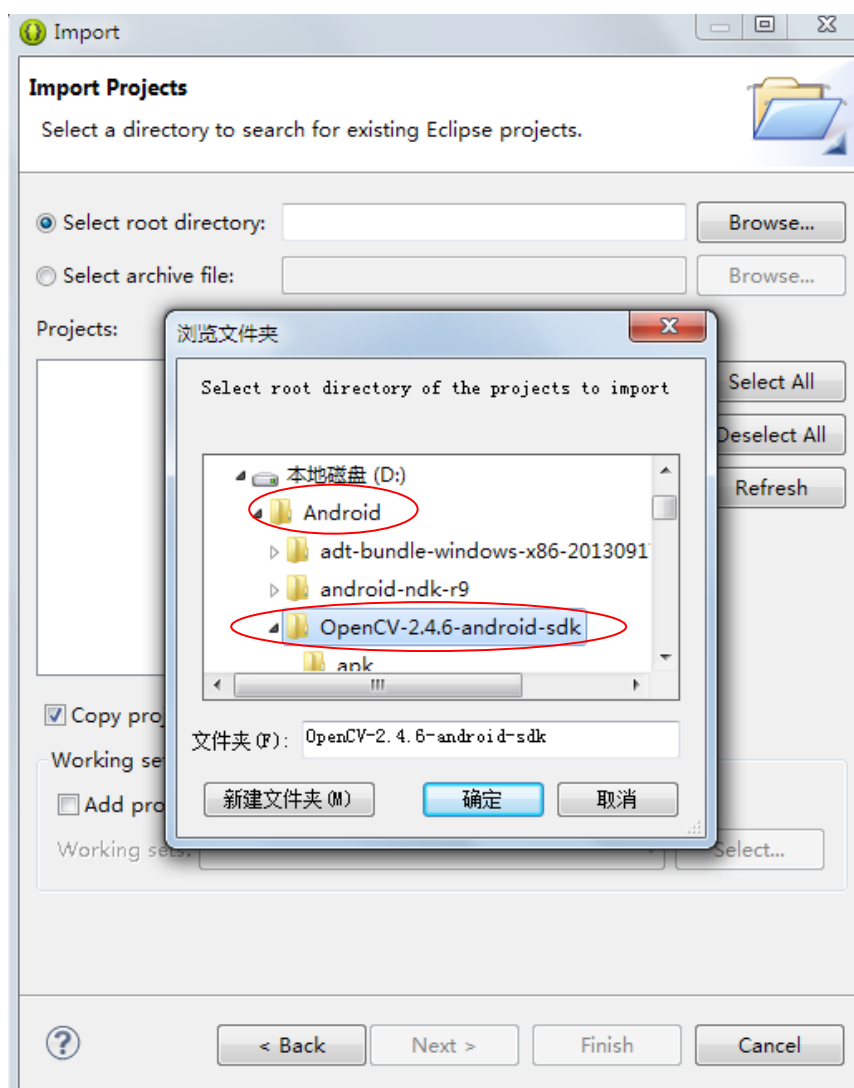 Import
Import Projects
Select a directory to search for existing Eclipse projects.
Select root directory:
Browse...
Select archive file:
Browse...
Projects:
浏览文件夹
Select root directory of the projects to import
Select All
Deselect All
Refresh
本地磁盘 (D:)
Android
adt-bundle-windows-x86-2013091
android-ndk-r9
OpenCV-2.4.6-android-sdk
apk
Copy proj
文件夹(F): OpenCV-2.4.6-android-sdk
Working se
新建文件夹(M)
确定
取消
Add pro
Working sets:
Select...
< Back
Next >
Finish
Cancel